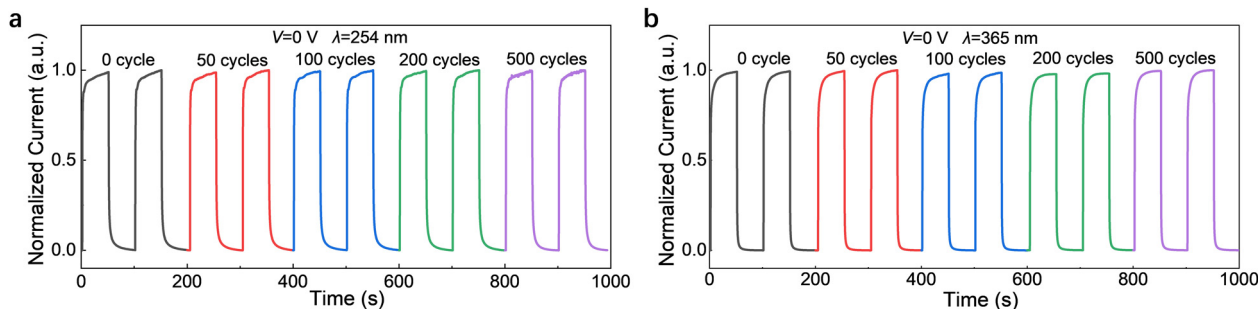 a
V=0 V λ=254 nm
0 cycle 50 cycles 100 cycles 200 cycles 500 cycles
Normalized Current (a.u.)
1.0
0.5
0.0
0 200 400 600 800 1000
Time (s)
b
V=0 V λ=365 nm
0 cycle 50 cycles 100 cycles 200 cycles 500 cycles
Normalized Current (a.u.)
1.0
0.5
0.0
0 200 400 600 800 1000
Time (s)